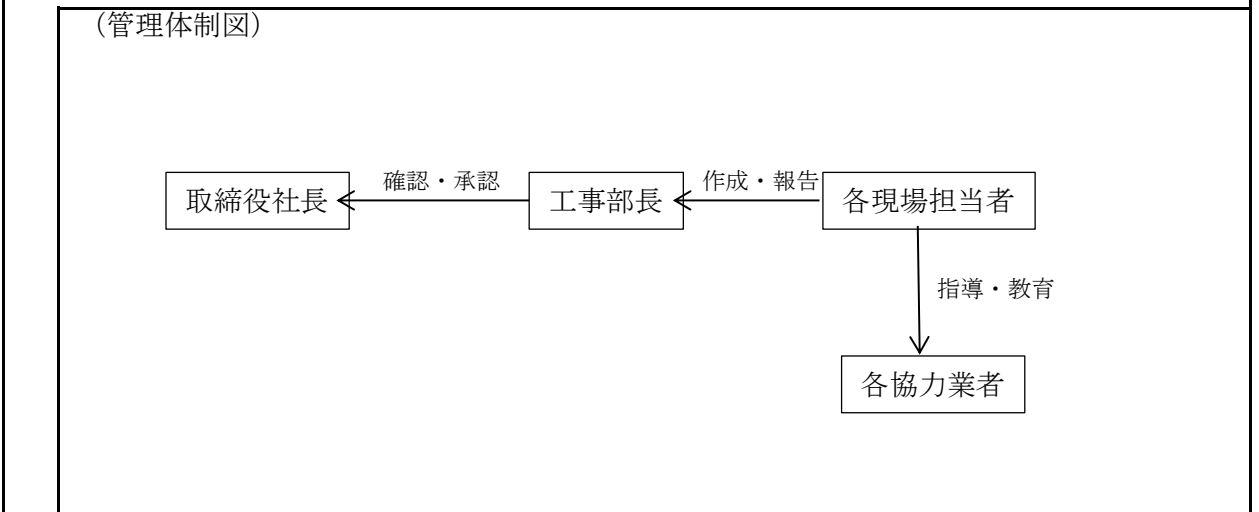 （管理体制図）
確認・承認
作成・報告
取締役社長
工事部長
各現場担当者
指導・教育
各協力業者